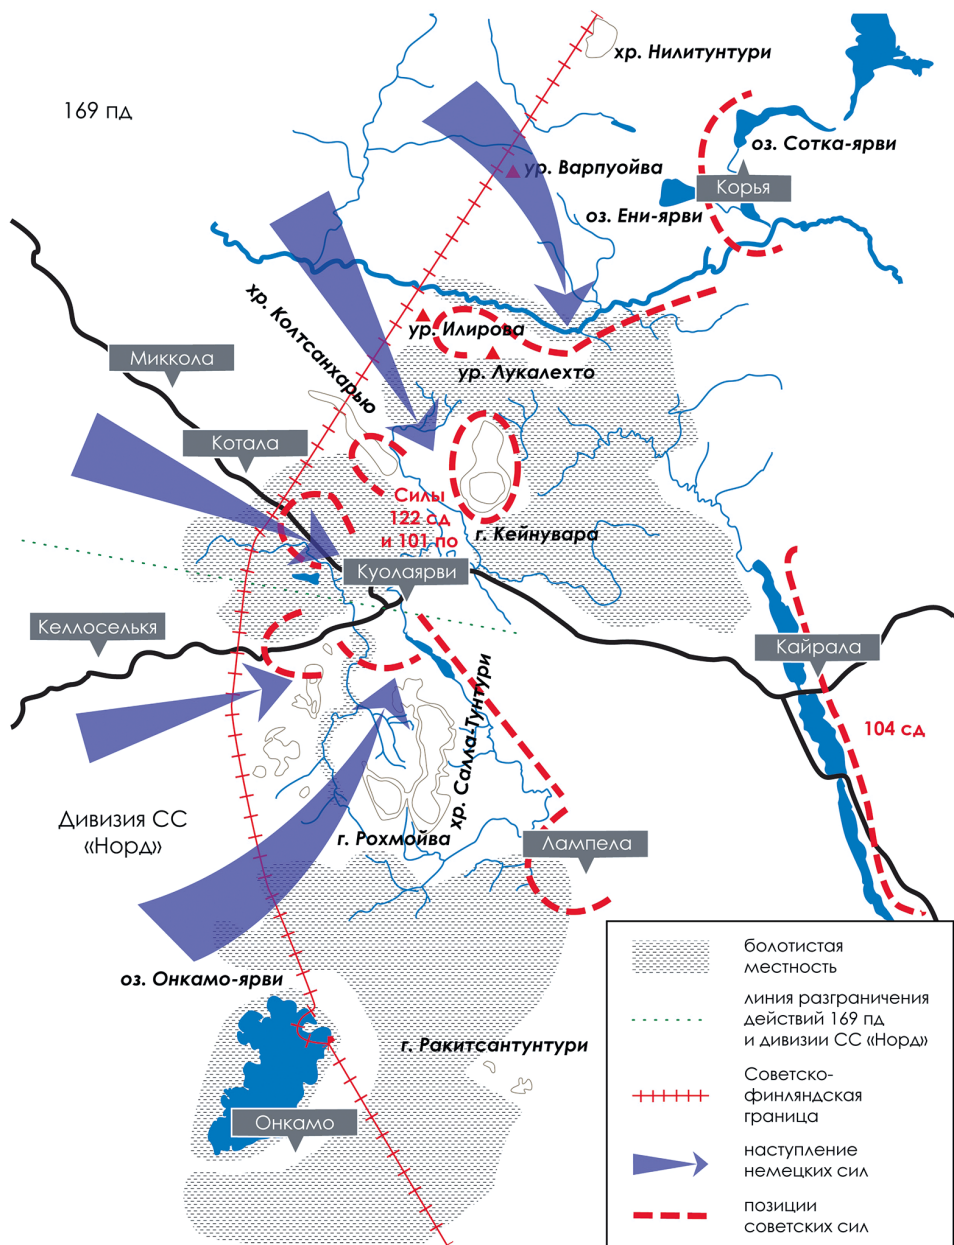 хр. Нилитунтури
169 пд
оз. Сотка-ярви
ур. Варпуойва
Корья
оз. Ени-ярви
хр. Колтсанхарью
ур. Илирова
Миккола
ур. Лукалехто
Котала
Силы
122 сд
и 101 по
г. Кейнувара
Куолаярви
Келлоселькя
Кайрала
хр. Салла-Тунтури
104 сд
Дивизия СС
«Норд»
г. Рохмойва
Лампела
оз. Онкамо-ярви
г. Ракитсантунтури
Онкамо
болотистая
местность
линия разграничения
действий 169 пд
и дивизии СС «Норд»
Советско-
финляндская
граница
наступление
немецких сил
позиции
советских сил